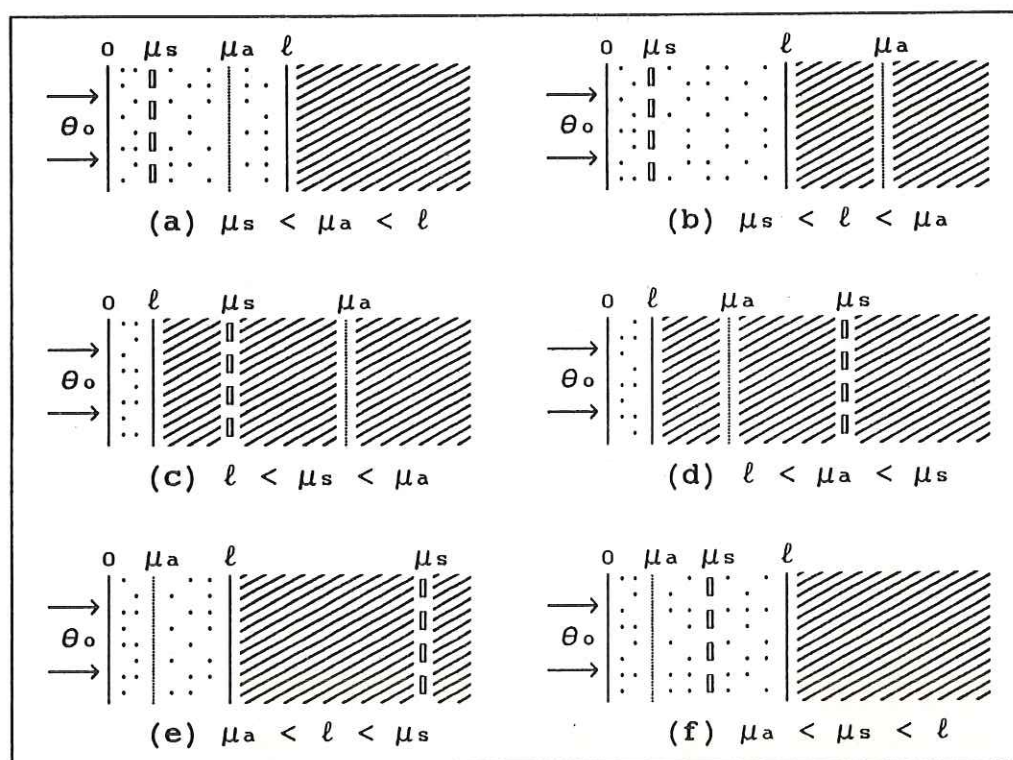 0 μs μa ℓ
θo
(a) μs < μa < ℓ
0 μs ℓ μa
θo
(b) μs < ℓ < μa
0 ℓ μs μa
θo
(c) ℓ < μs < μa
0 ℓ μa μs
θo
(d) ℓ < μa < μs
0 μa ℓ μs
θo
(e) μa < ℓ < μs
0 μa μs ℓ
θo
(f) μa < μs < ℓ